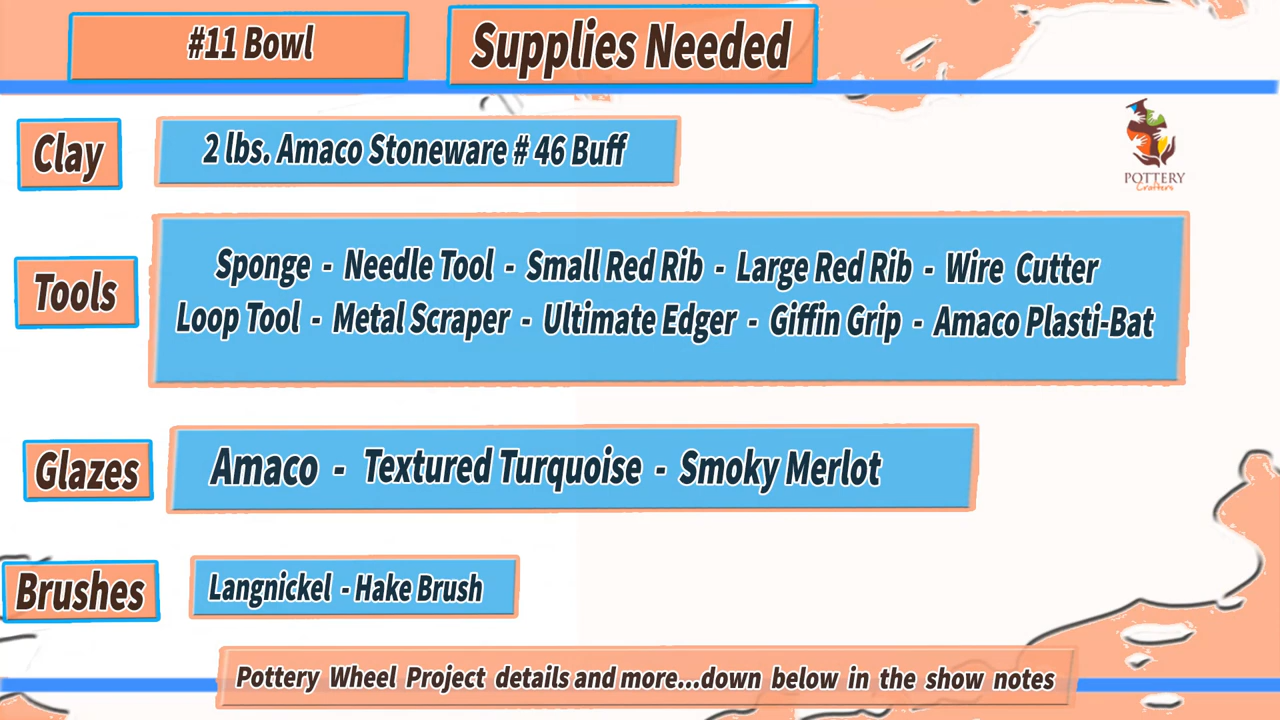 #11 Bowl
Supplies Needed
Clay
2 lbs. Amaco Stoneware # 46 Buff
POTTERY
Crafters
Tools
Sponge - Needle Tool - Small Red Rib - Large Red Rib - Wire Cutter
Loop Tool - Metal Scraper - Ultimate Edger - Giffin Grip - Amaco Plasti-Bat
Glazes
Amaco - Textured Turquoise - Smoky Merlot
Brushes
Langnickel - Hake Brush
Pottery Wheel Project details and more...down below in the show notes